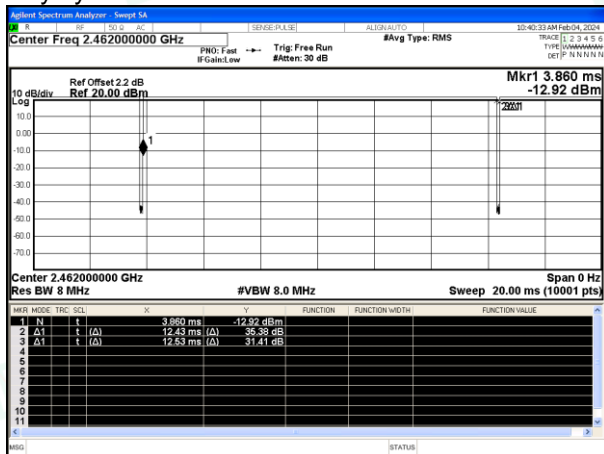 Agilent Spectrum Analyzer - Swept SA
R RF 50 Ω AC SENSE:PULSE ALIGNAUTO 10:40:33 AM Feb 04, 2024
Center Freq 2.462000000 GHz
PNO: Fast
IFGain:Low
Trig: Free Run
#Atten: 30 dB
#Avg Type: RMS
TRACE 1 2 3 4 5 6
TYPE
DET P N N N N N
Ref Offset 2.2 dB
10 dB/div Ref 20.00 dBm
Log
Mkr1 3.860 ms
-12.92 dBm
10.0
0.00
-10.0
-20.0
-30.0
-40.0
-50.0
-60.0
-70.0
1
Center 2.462000000 GHz Span 0 Hz
Res BW 8 MHz #VBW 8.0 MHz Sweep 20.00 ms (10001 pts)
MKR MODE TRC SCL X Y FUNCTION FUNCTION WIDTH FUNCTION VALUE
1 N t 3.860 ms -12.92 dBm
2 Δ1 t (Δ) 12.43 ms (Δ) 35.38 dB
3 Δ1 t (Δ) 12.53 ms (Δ) 31.41 dB
4
5
6
7
8
9
10
11
MSG STATUS